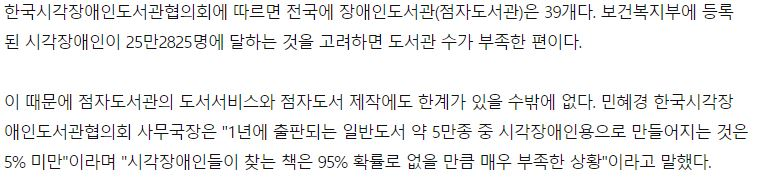 한국시각장애인도서관협의회에 따르면 전국에 장애인도서관(점자도서관)은 39개다. 보건복지부에 등록
된 시각장애인이 25만2825명에 달하는 것을 고려하면 도서관 수가 부족한 편이다.
이 때문에 점자도서관의 도서서비스와 점자도서 제작에도 한계가 있을 수밖에 없다. 민혜경 한국시각장
애인도서관협의회 사무국장은 "1년에 출판되는 일반도서 약 5만종 중 시각장애인용으로 만들어지는 것은
5% 미만"이라며 "시각장애인들이 찾는 책은 95% 확률로 없을 만큼 매우 부족한 상황"이라고 말했다.